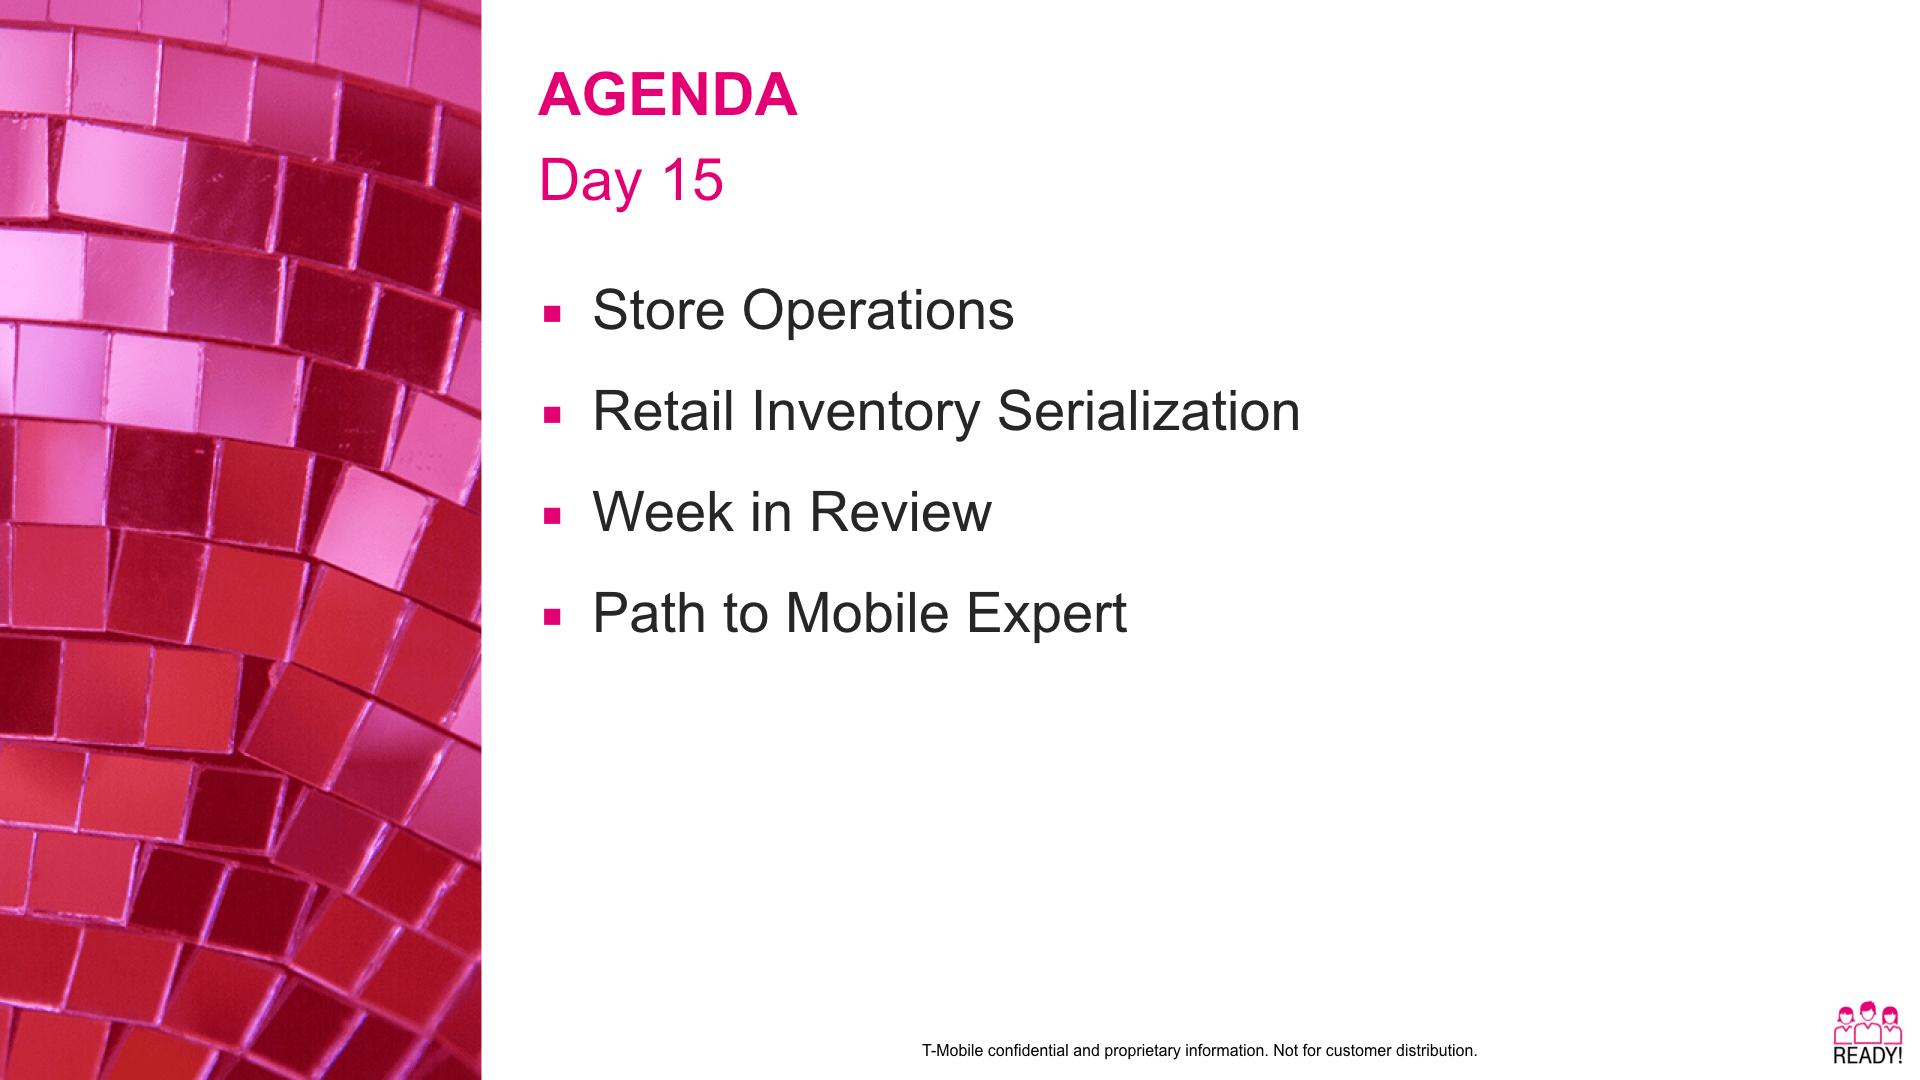 AGENDA
Day 15
Store Operations
Retail Inventory Serialization
Week in Review
Path to Mobile Expert
T-Mobile confidential and proprietary information. Not for customer distribution.
READY!